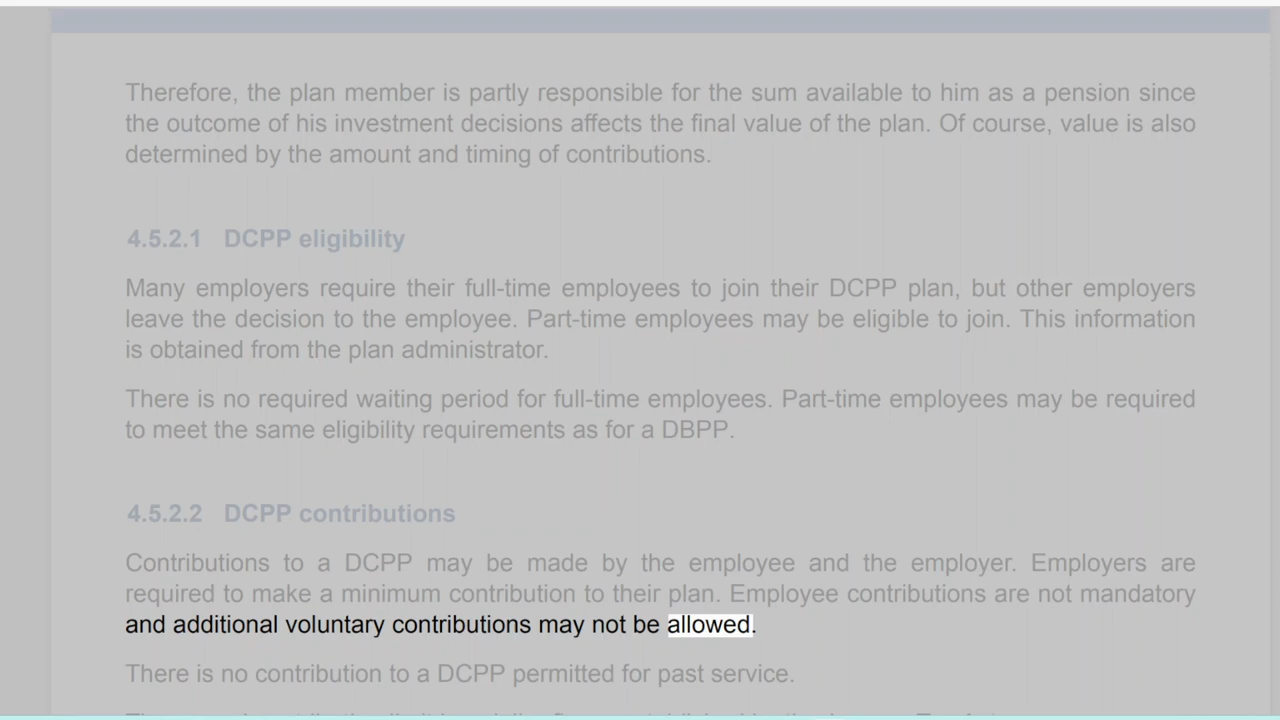 Therefore, the plan member is partly responsible for the sum available to him as a pension since
the outcome of his investment decisions affects the final value of the plan. Of course, value is also
determined by the amount and timing of contributions.
4.5.2.1 DCPP eligibility
Many employers require their full-time employees to join their DCPP plan, but other employers
leave the decision to the employee. Part-time employees may be eligible to join. This information
is obtained from the plan administrator.
There is no required waiting period for full-time employees. Part-time employees may be required
to meet the same eligibility requirements as for a DBPP.
4.5.2.2 DCPP contributions
Contributions to a DCPP may be made by the employee and the employer. Employers are
required to make a minimum contribution to their plan. Employee contributions are not mandatory
and additional voluntary contributions may not be allowed.
There is no contribution to a DCPP permitted for past service.